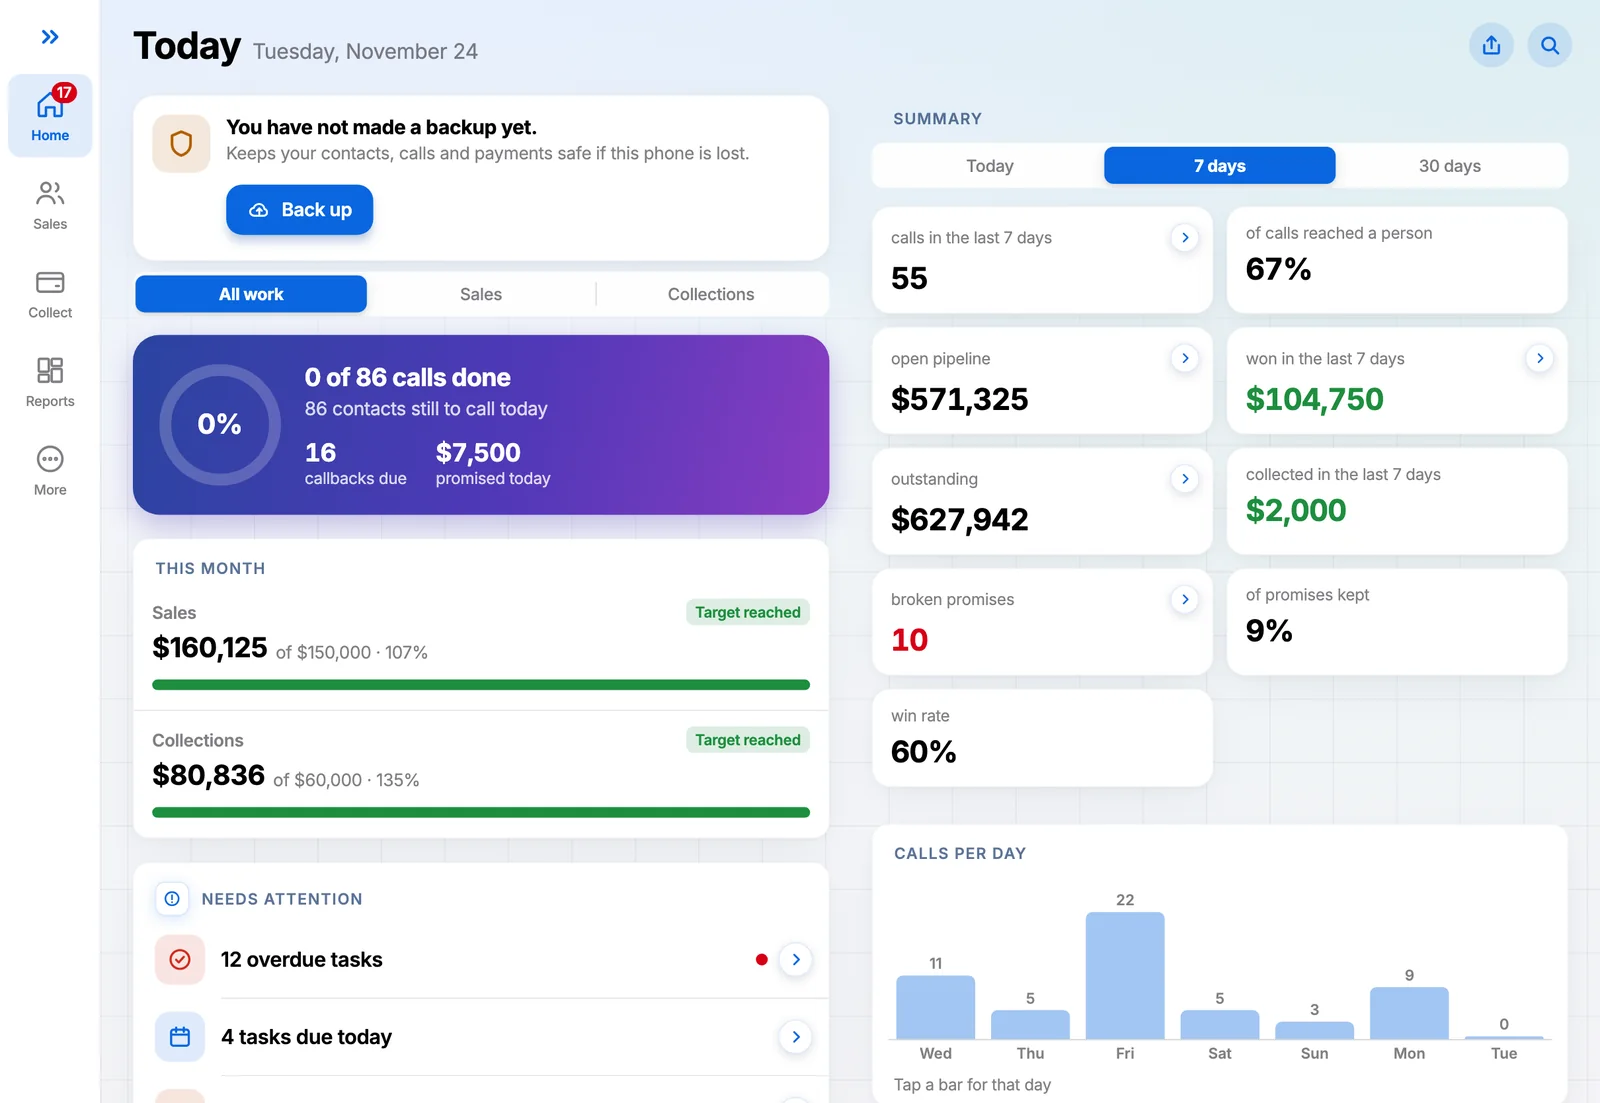 17
Home
Sales
Collect
Reports
More
Today Tuesday, November 24
You have not made a backup yet.
Keeps your contacts, calls and payments safe if this phone is lost.
Back up
All work Sales Collections
0%
0 of 86 calls done
86 contacts still to call today
16 $7,500
callbacks due promised today
THIS MONTH
Sales Target reached
$160,125 of $150,000 · 107%
Collections Target reached
$80,836 of $60,000 · 135%
NEEDS ATTENTION
12 overdue tasks
4 tasks due today
SUMMARY
Today 7 days 30 days
calls in the last 7 days
55
of calls reached a person
67%
open pipeline
$571,325
won in the last 7 days
$104,750
outstanding
$627,942
collected in the last 7 days
$2,000
broken promises
10
of promises kept
9%
win rate
60%
CALLS PER DAY
11 5 22 5 3 9 0
Wed Thu Fri Sat Sun Mon Tue
Tap a bar for that day